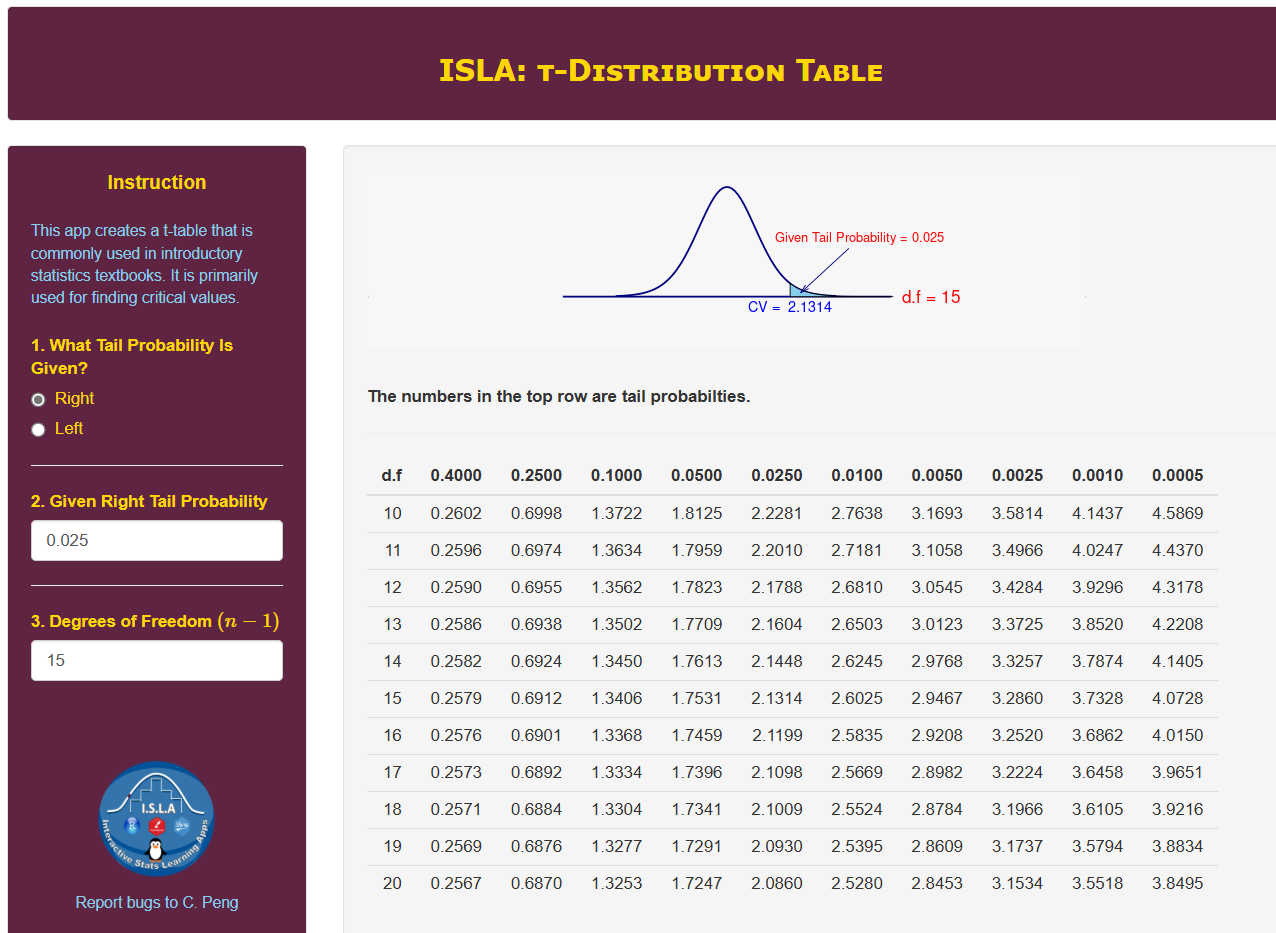 ISLA: t-Distribution Table
Instruction
This app creates a t-table that is
commonly used in introductory
statistics textbooks. It is primarily
used for finding critical values.
1. What Tail Probability Is
Given?
Right
Left
2. Given Right Tail Probability
0.025
3. Degrees of Freedom (n − 1)
15
I.S.L.A
Interactive Stats Learning Apps
Report bugs to C. Peng
Given Tail Probability = 0.025
d.f = 15
CV = 2.1314
The numbers in the top row are tail probabilties.
d.f 0.4000 0.2500 0.1000 0.0500 0.0250 0.0100 0.0050 0.0025 0.0010 0.0005
10 0.2602 0.6998 1.3722 1.8125 2.2281 2.7638 3.1693 3.5814 4.1437 4.5869
11 0.2596 0.6974 1.3634 1.7959 2.2010 2.7181 3.1058 3.4966 4.0247 4.4370
12 0.2590 0.6955 1.3562 1.7823 2.1788 2.6810 3.0545 3.4284 3.9296 4.3178
13 0.2586 0.6938 1.3502 1.7709 2.1604 2.6503 3.0123 3.3725 3.8520 4.2208
14 0.2582 0.6924 1.3450 1.7613 2.1448 2.6245 2.9768 3.3257 3.7874 4.1405
15 0.2579 0.6912 1.3406 1.7531 2.1314 2.6025 2.9467 3.2860 3.7328 4.0728
16 0.2576 0.6901 1.3368 1.7459 2.1199 2.5835 2.9208 3.2520 3.6862 4.0150
17 0.2573 0.6892 1.3334 1.7396 2.1098 2.5669 2.8982 3.2224 3.6458 3.9651
18 0.2571 0.6884 1.3304 1.7341 2.1009 2.5524 2.8784 3.1966 3.6105 3.9216
19 0.2569 0.6876 1.3277 1.7291 2.0930 2.5395 2.8609 3.1737 3.5794 3.8834
20 0.2567 0.6870 1.3253 1.7247 2.0860 2.5280 2.8453 3.1534 3.5518 3.8495